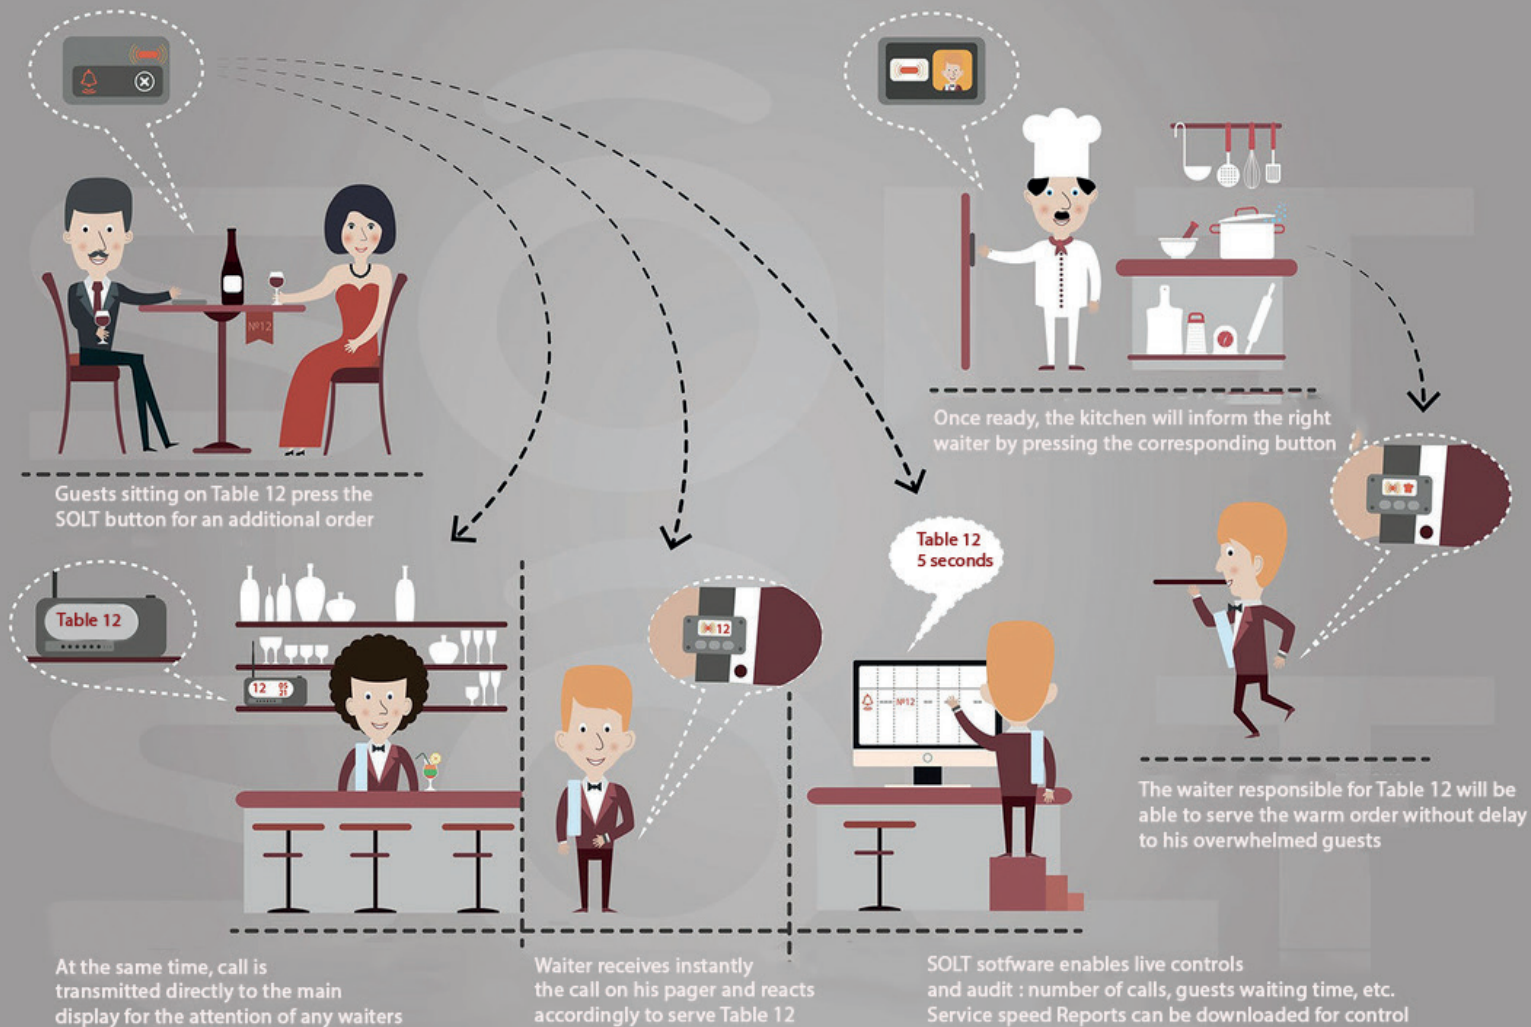 Nº12
Guests sitting on Table 12 press the
SOLT button for an additional order
Once ready, the kitchen will inform the right
waiter by pressing the corresponding button
Table 12
12 05
21
12
Table 12
5 seconds
Nº12
The waiter responsible for Table 12 will be
able to serve the warm order without delay
to his overwhelmed guests
At the same time, call is
transmitted directly to the main
display for the attention of any waiters
Waiter receives instantly
the call on his pager and reacts
accordingly to serve Table 12
SOLT sotfware enables live controls
and audit : number of calls, guests waiting time, etc.
Service speed Reports can be downloaded for control